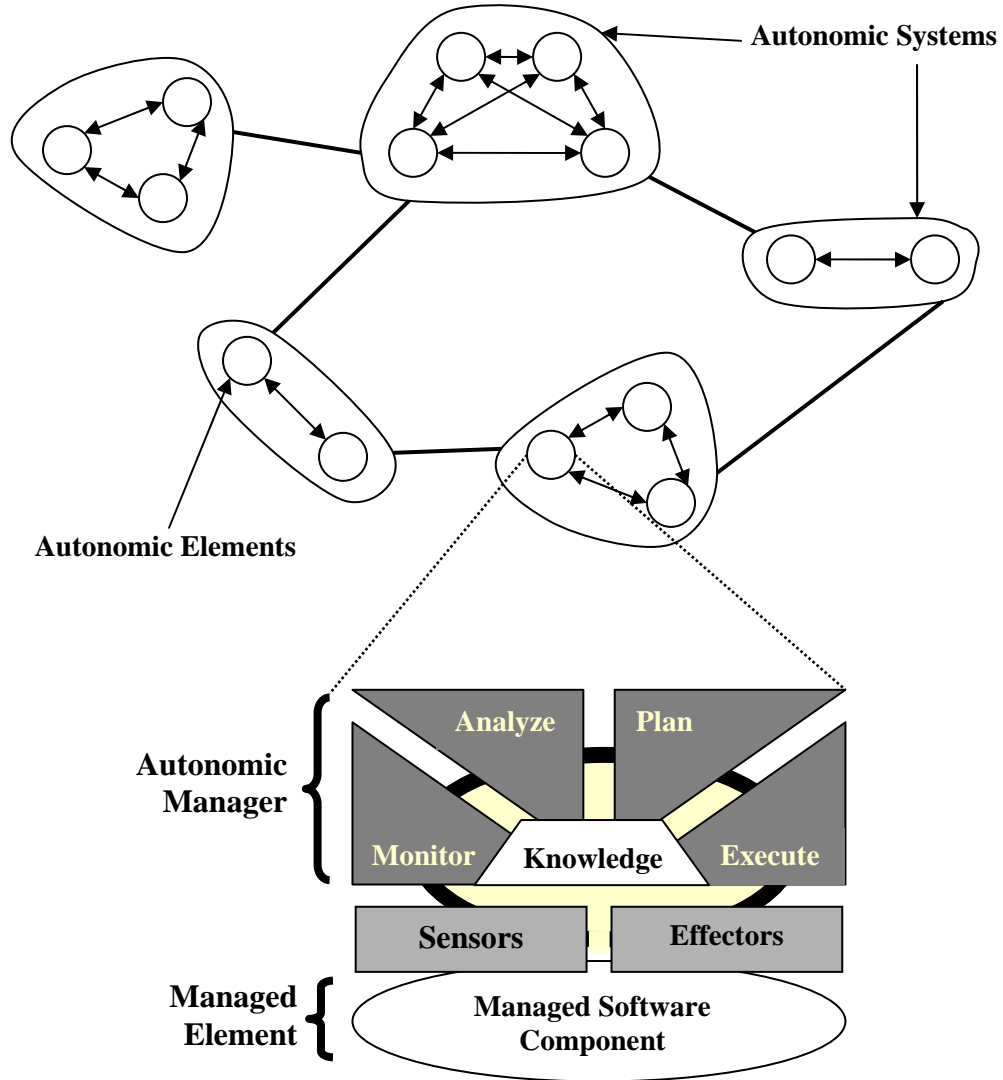 Autonomic Systems
Autonomic Elements
Analyze
Plan
Autonomic
Manager
Monitor
Knowledge
Execute
Sensors
Effectors
Managed
Element
Managed Software
Component